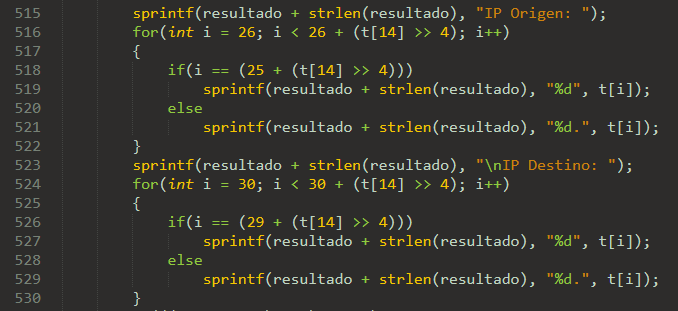 515 sprintf(resultado + strlen(resultado), "IP Origen: ");
516 for(int i = 26; i < 26 + (t[14] >> 4); i++)
517 {
518 if(i == (25 + (t[14] >> 4)))
519 sprintf(resultado + strlen(resultado), "%d", t[i]);
520 else
521 sprintf(resultado + strlen(resultado), "%d.", t[i]);
522 }
523 sprintf(resultado + strlen(resultado), "\nIP Destino: ");
524 for(int i = 30; i < 30 + (t[14] >> 4); i++)
525 {
526 if(i == (29 + (t[14] >> 4)))
527 sprintf(resultado + strlen(resultado), "%d", t[i]);
528 else
529 sprintf(resultado + strlen(resultado), "%d.", t[i]);
530 }